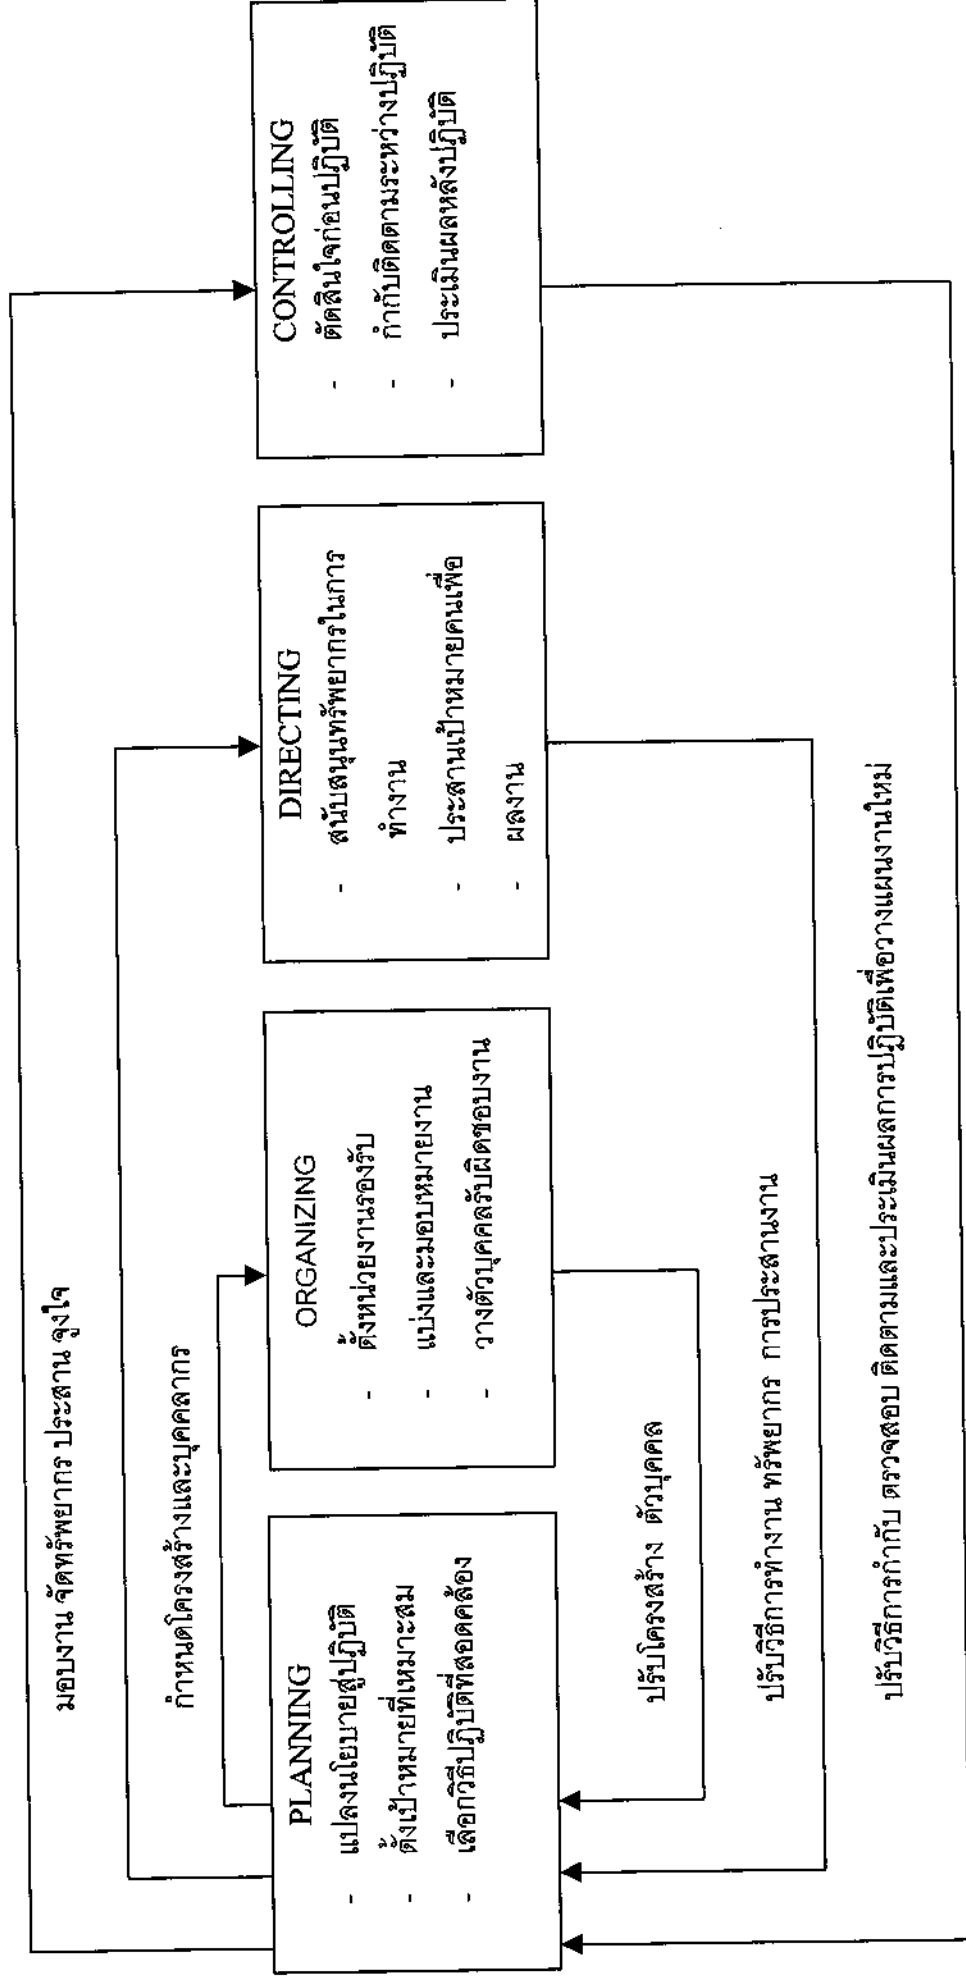 มอบงาน จัดทรัพยากร ประสาน จูงใจ
กำหนดโครงสร้างและบุคคลากร
PLANNING
- แปลงนโยบายสู่ปฏิบัติ
- ตั้งเป้าหมายที่เหมาะสม
- เลือกวิธีปฏิบัติที่สอดคล้อง
ORGANIZING
- ตั้งหน่วยงานรองรับ
- แบ่งและมอบหมายงาน
- วางตัวบุคคลรับผิดชอบงาน
DIRECTING
- สนับสนุนทรัพยากรในการ
ทำงาน
- ประสานเป้าหมายคนเพื่อ
- ผลงาน
CONTROLLING
- ตัดสินใจก่อนปฏิบัติ
- กำกับติดตามระหว่างปฏิบัติ
- ประเมินผลหลังปฏิบัติ
ปรับโครงสร้าง ตัวบุคคล
ปรับวิธีการทำงาน ทรัพยากร การประสานงาน
ปรับวิธีการกำกับ ตรวจสอบ ติดตามและประเมินผลการปฏิบัติเพื่อวางแผนงานใหม่